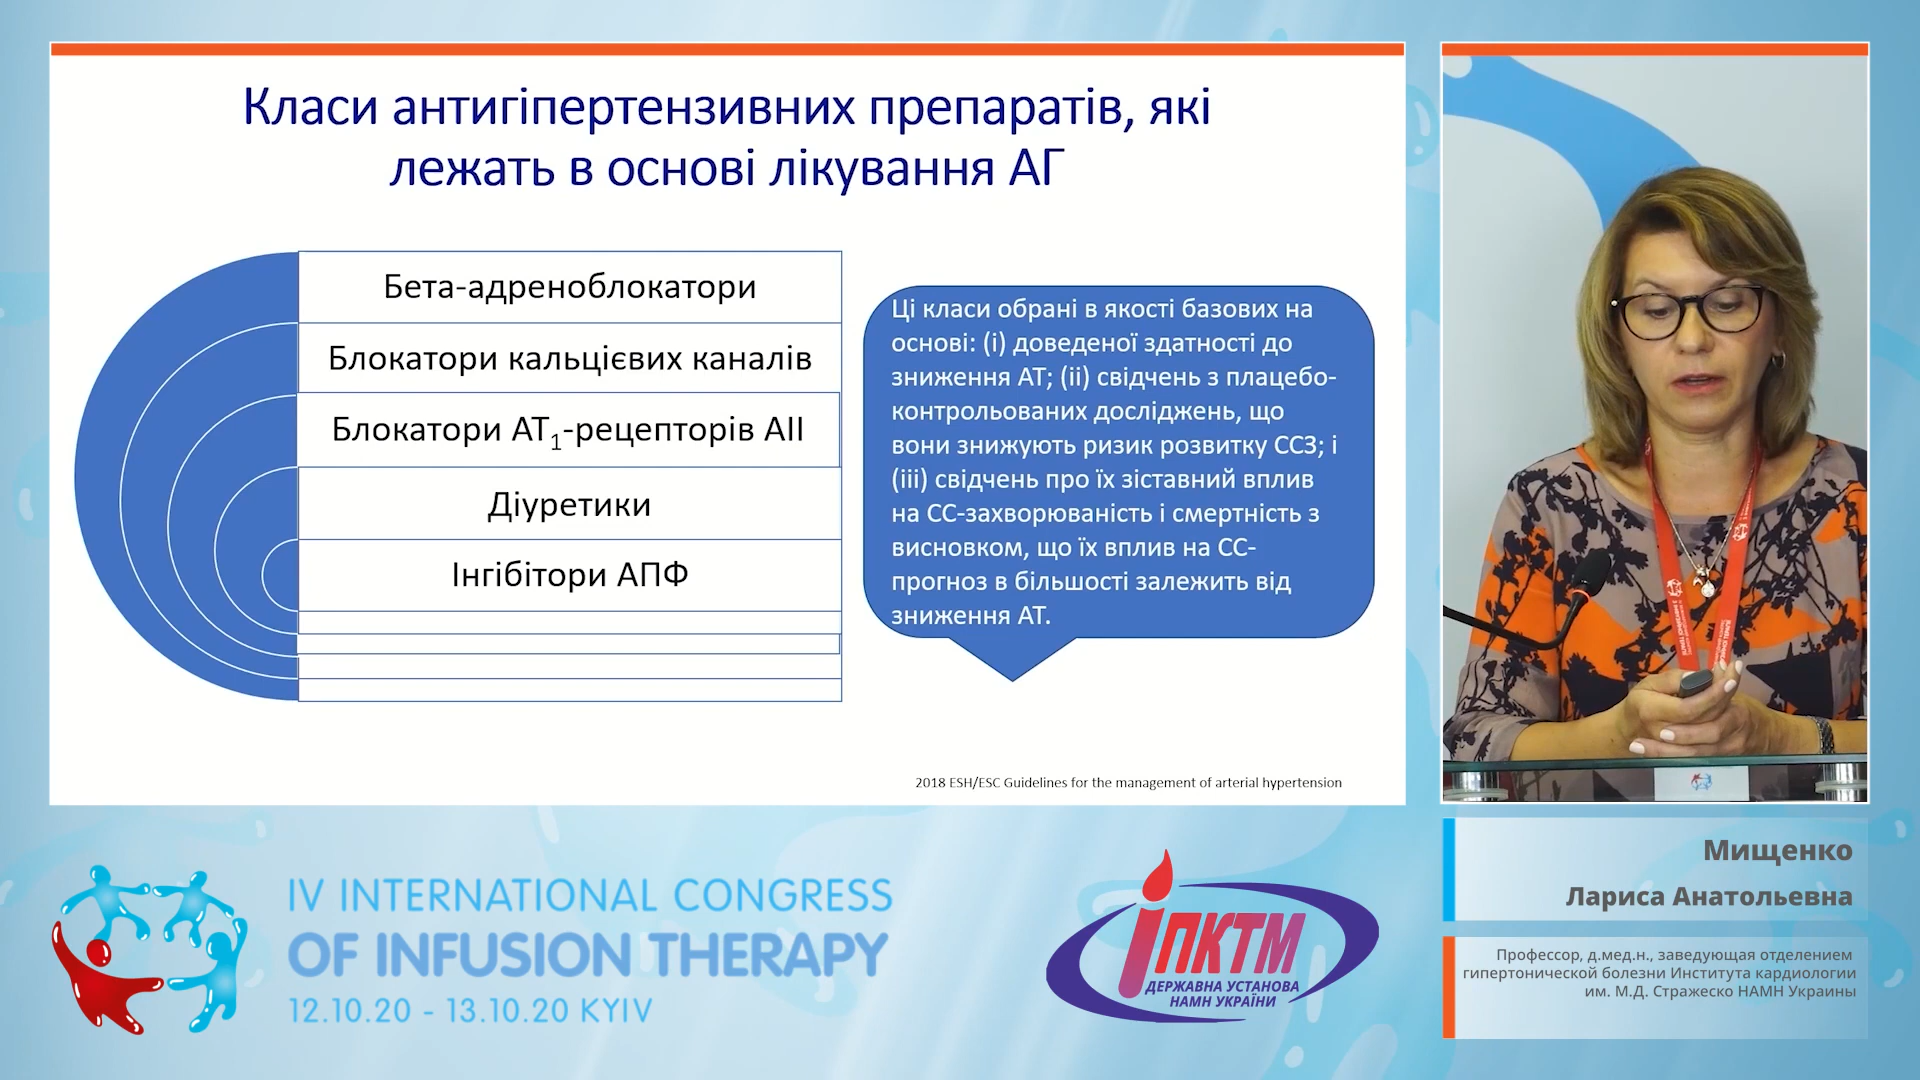 Класи антигіпертензивних препаратів, які
лежать в основі лікування АГ
Бета-адреноблокатори
Блокатори кальцієвих каналів
Блокатори АТ1-рецепторів АІІ
Діуретики
Інгібітори АПФ
Ці класи обрані в якості базових на
основі: (i) доведеної здатності до
зниження АТ; (ii) свідчень з плацебо-
контрольованих досліджень, що
вони знижують ризик розвитку ССЗ; і
(iii) свідчень про їх зіставний вплив
на СС-захворюваність і смертність з
висновком, що їх вплив на СС-
прогноз в більшості залежить від
зниження АТ.
2018 ESH/ESC Guidelines for the management of arterial hypertension
Мищенко
Лариса Анатольевна
Профессор, д.мед.н., заведующая отделением
гипертонической болезни Института кардиологии
им. М.Д. Стражеско НАМН Украины
IV INTERNATIONAL CONGRESS
OF INFUSION THERAPY
12.10.20 - 13.10.20 KYIV
іПКТМ
ДЕРЖАВНА УСТАНОВА
НАМН УКРАЇНИ